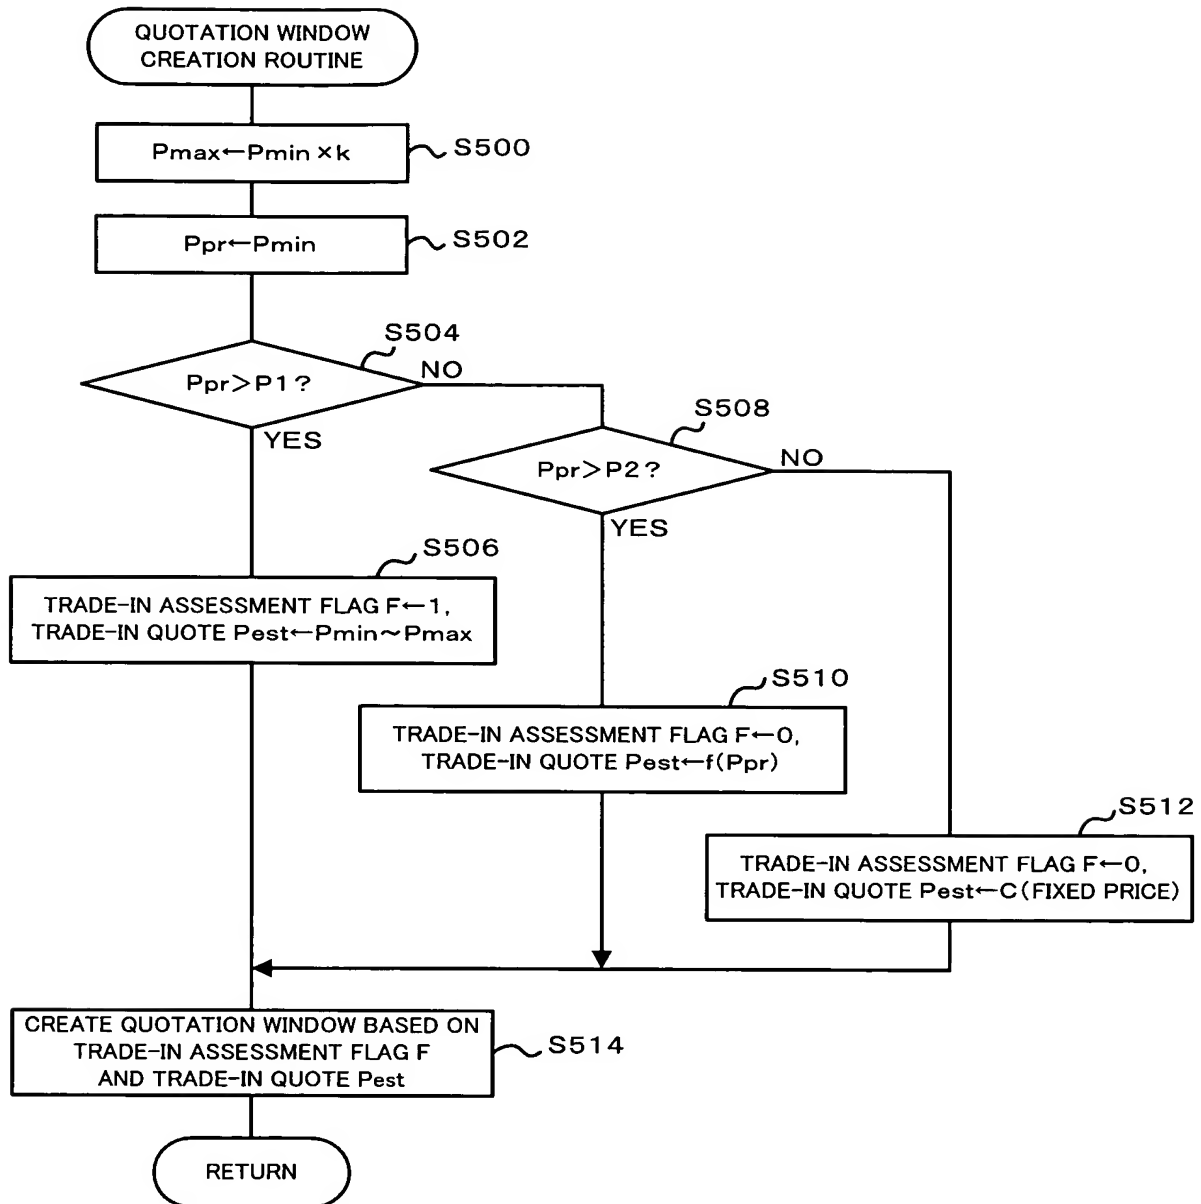 QUOTATION WINDOW
CREATION ROUTINE
Pmax←Pmin×k
S500
Ppr←Pmin
S502
S504
Ppr>P1?
NO
YES
S508
Ppr>P2?
NO
YES
S506
TRADE-IN ASSESSMENT FLAG F←1,
TRADE-IN QUOTE Pest←Pmin~Pmax
S510
TRADE-IN ASSESSMENT FLAG F←0,
TRADE-IN QUOTE Pest←f(Ppr)
S512
TRADE-IN ASSESSMENT FLAG F←0,
TRADE-IN QUOTE Pest←C(FIXED PRICE)
CREATE QUOTATION WINDOW BASED ON
TRADE-IN ASSESSMENT FLAG F
AND TRADE-IN QUOTE Pest
S514
RETURN